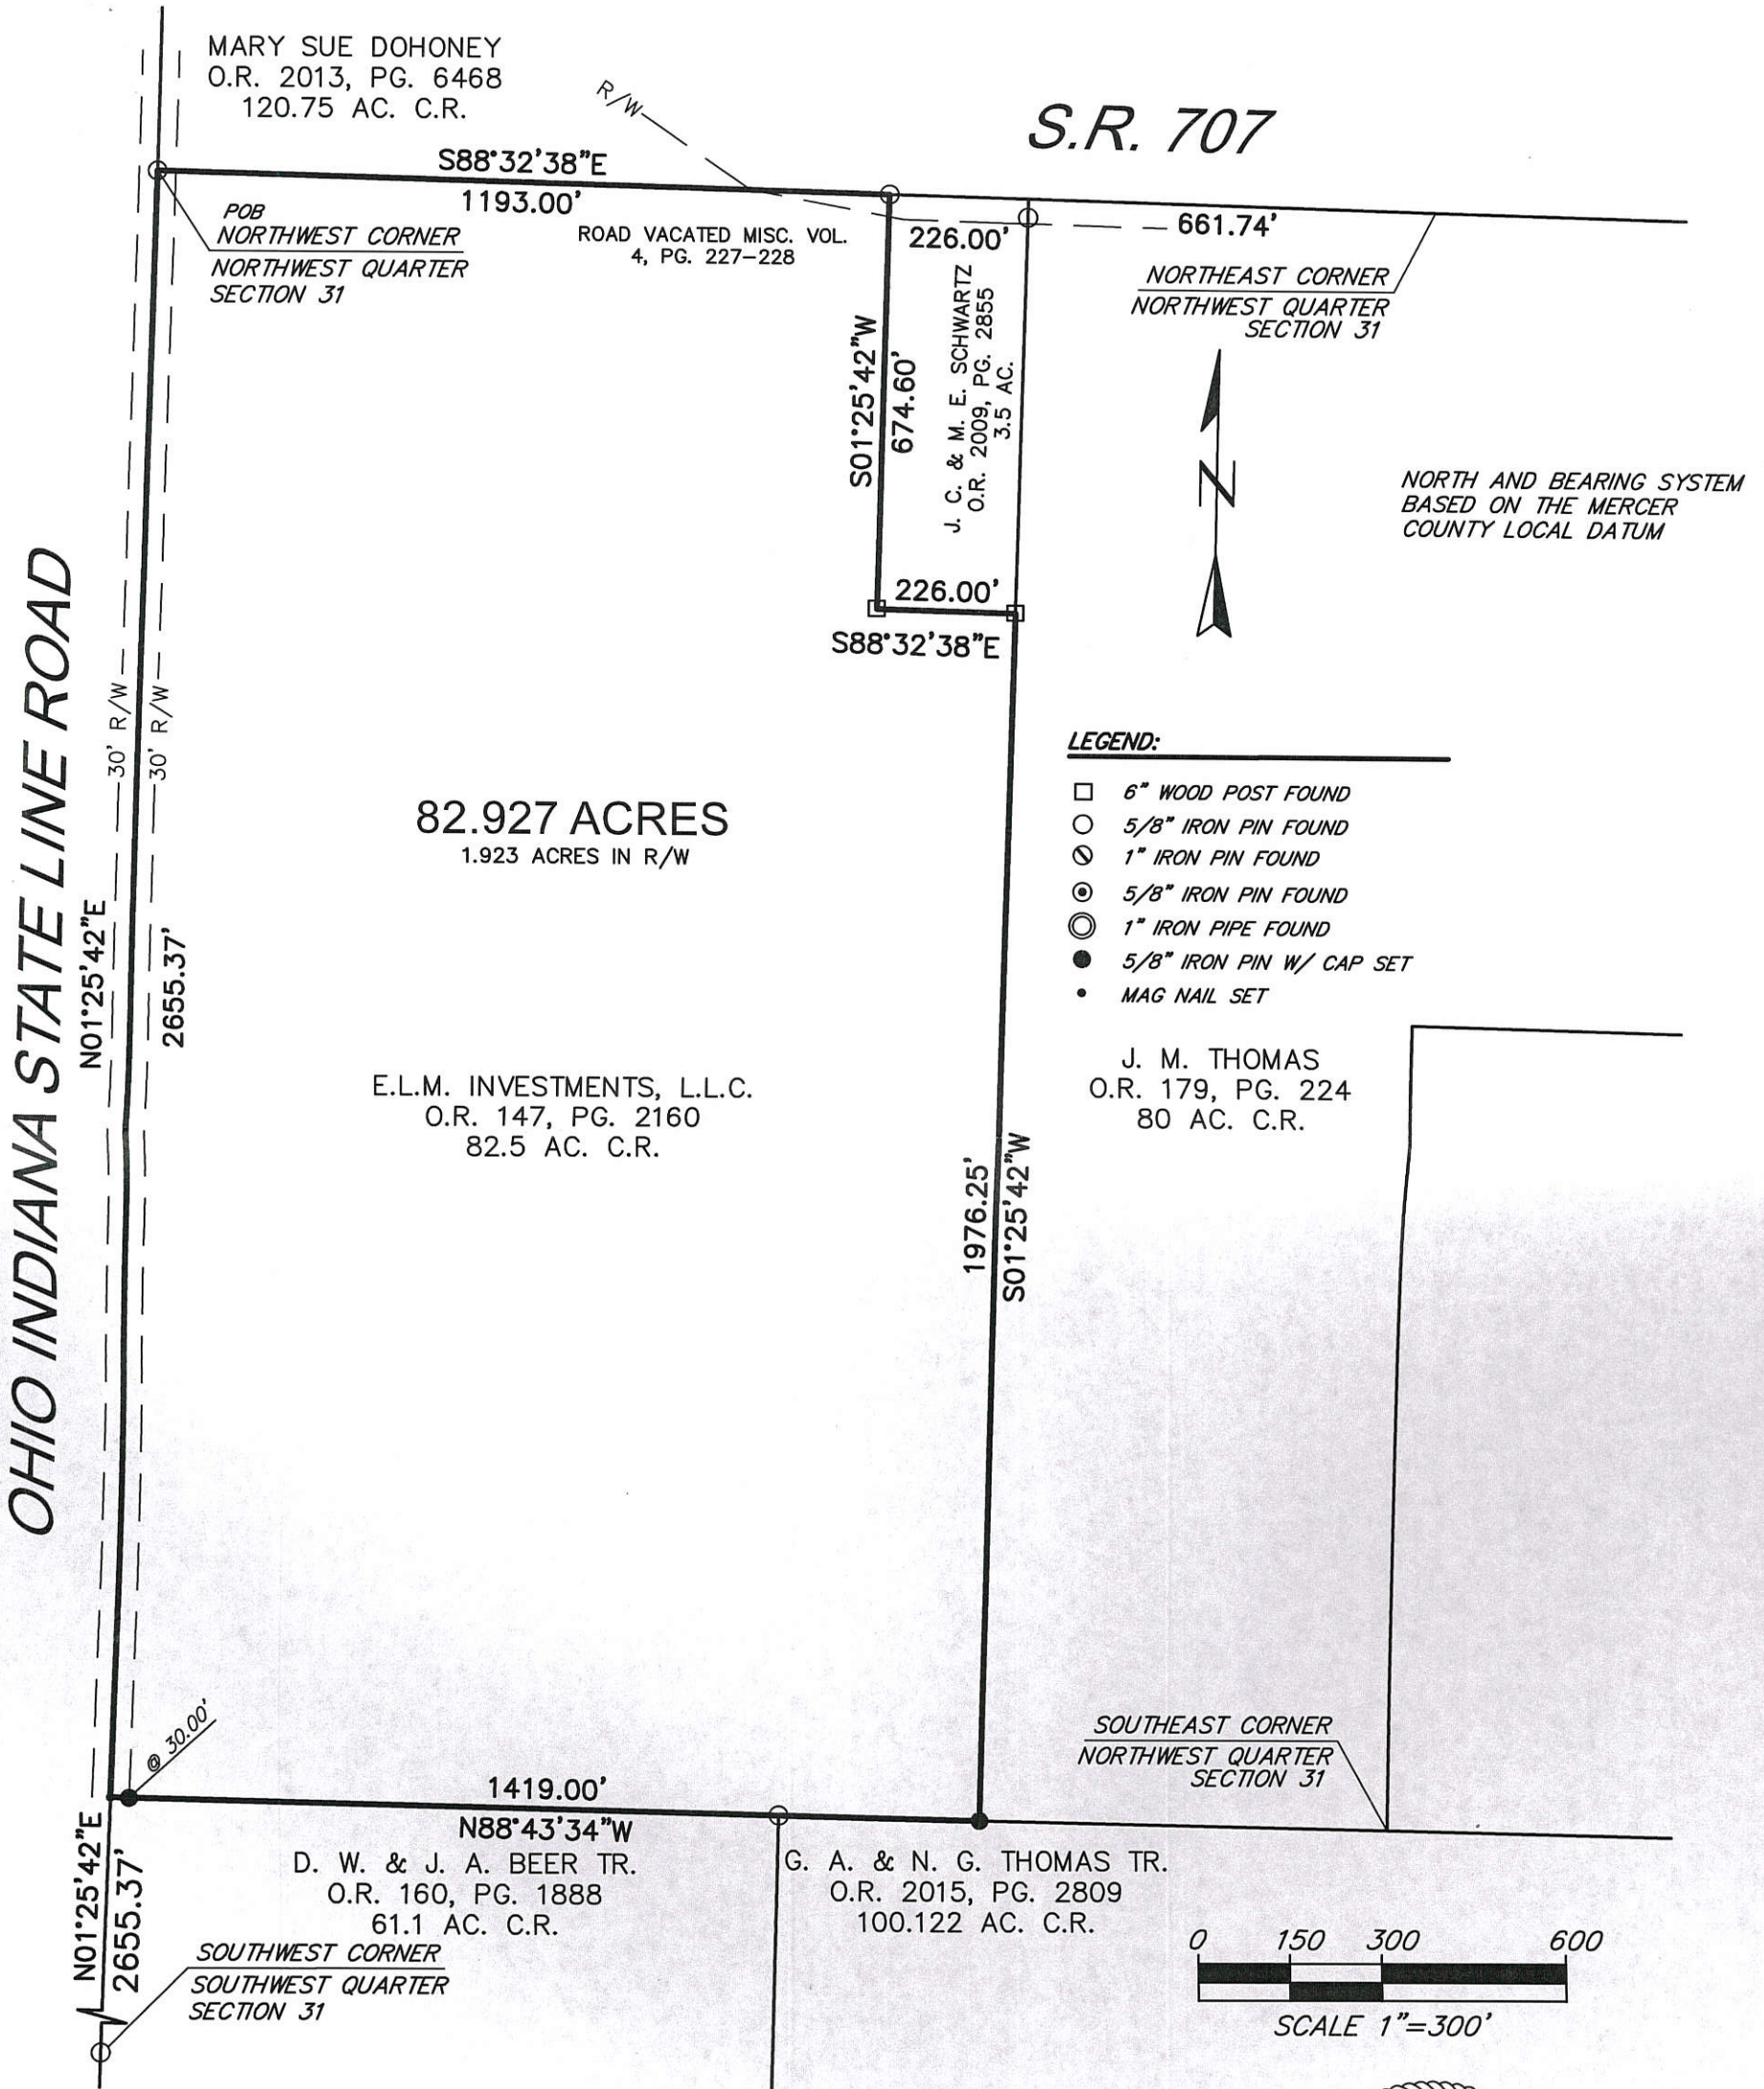 MARY SUE DOHONEY
O.R. 2013, PG. 6468
120.75 AC. C.R.
R/W
S.R. 707
S88°32'38"E
1193.00'
POB
NORTHWEST CORNER
NORTHWEST QUARTER
SECTION 31
ROAD VACATED MISC. VOL.
4, PG. 227-228
226.00'
661.74'
NORTHEAST CORNER
NORTHWEST QUARTER
SECTION 31
S01°25'42"W
674.60'
J. C. & M. E. SCHWARTZ
O.R. 2009, PG. 2855
3.5 AC.
N
NORTH AND BEARING SYSTEM
BASED ON THE MERCER
COUNTY LOCAL DATUM
226.00'
S88°32'38"E
OHIO INDIANA STATE LINE ROAD
30' R/W
30' R/W
N01°25'42"E
2655.37'
82.927 ACRES
1.923 ACRES IN R/W
LEGEND:
6" WOOD POST FOUND
5/8" IRON PIN FOUND
1" IRON PIN FOUND
5/8" IRON PIN FOUND
1" IRON PIPE FOUND
5/8" IRON PIN W/ CAP SET
MAG NAIL SET
E.L.M. INVESTMENTS, L.L.C.
O.R. 147, PG. 2160
82.5 AC. C.R.
J. M. THOMAS
O.R. 179, PG. 224
80 AC. C.R.
1976.25'
S01°25'42"W
@ 30.00'
SOUTHEAST CORNER
NORTHWEST QUARTER
SECTION 31
1419.00'
N88°43'34"W
N01°25'42"E
2655.37'
D. W. & J. A. BEER TR.
O.R. 160, PG. 1888
61.1 AC. C.R.
G. A. & N. G. THOMAS TR.
O.R. 2015, PG. 2809
100.122 AC. C.R.
SOUTHWEST CORNER
SOUTHWEST QUARTER
SECTION 31
0 150 300 600
SCALE 1"=300'